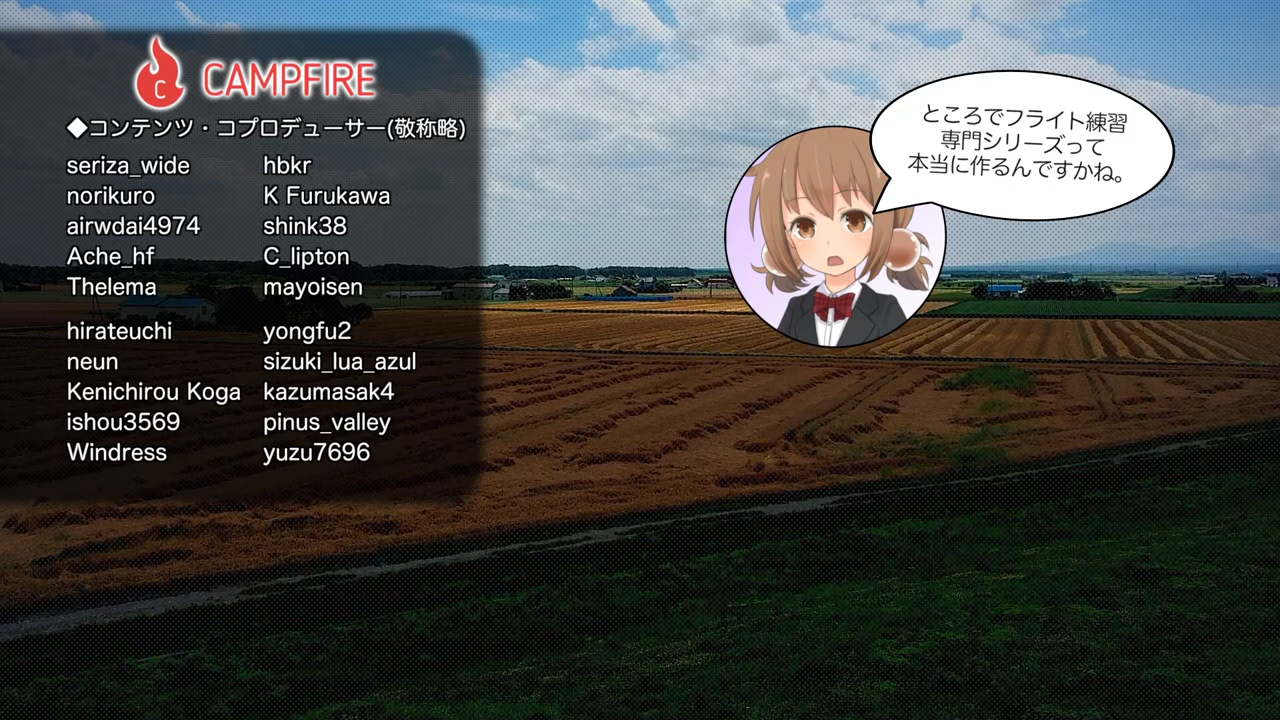 CAMPFIRE
◆コンテンツ・コプロデューサー(敬称略)
seriza_wide hbkr
norikuro K Furukawa
airwdai4974 shink38
Ache_hf C_lipton
Thelema mayoisen
hirateuchi yongfu2
neun sizuki_lua_azul
Kenichirou Koga kazumasak4
ishou3569 pinus_valley
Windress yuzu7696
ところでフライト練習
専門シリーズって
本当に作るんですかね。